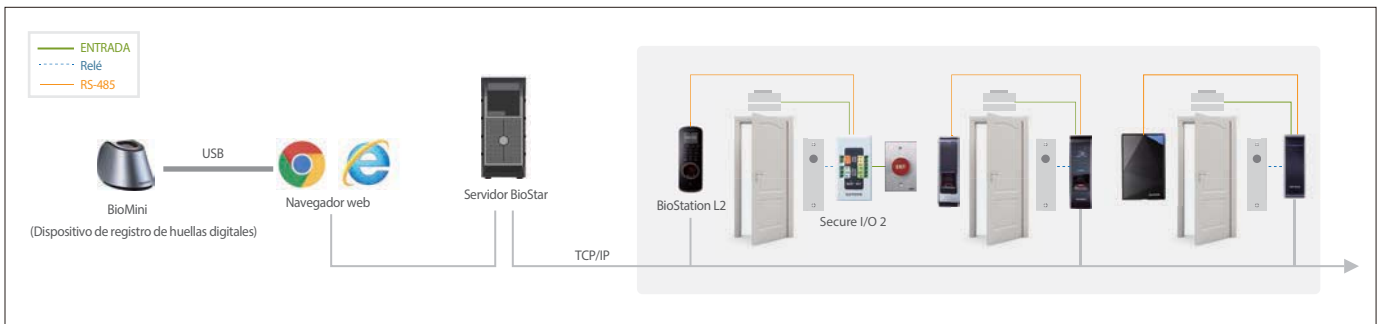 ENTRADA
Relé
RS-485
USB
BioMini
(Dispositivo de registro de huellas digitales)
Navegador web
Servidor BioStar
TCP/IP
BioStation L2
Secure I/O 2
EXIT